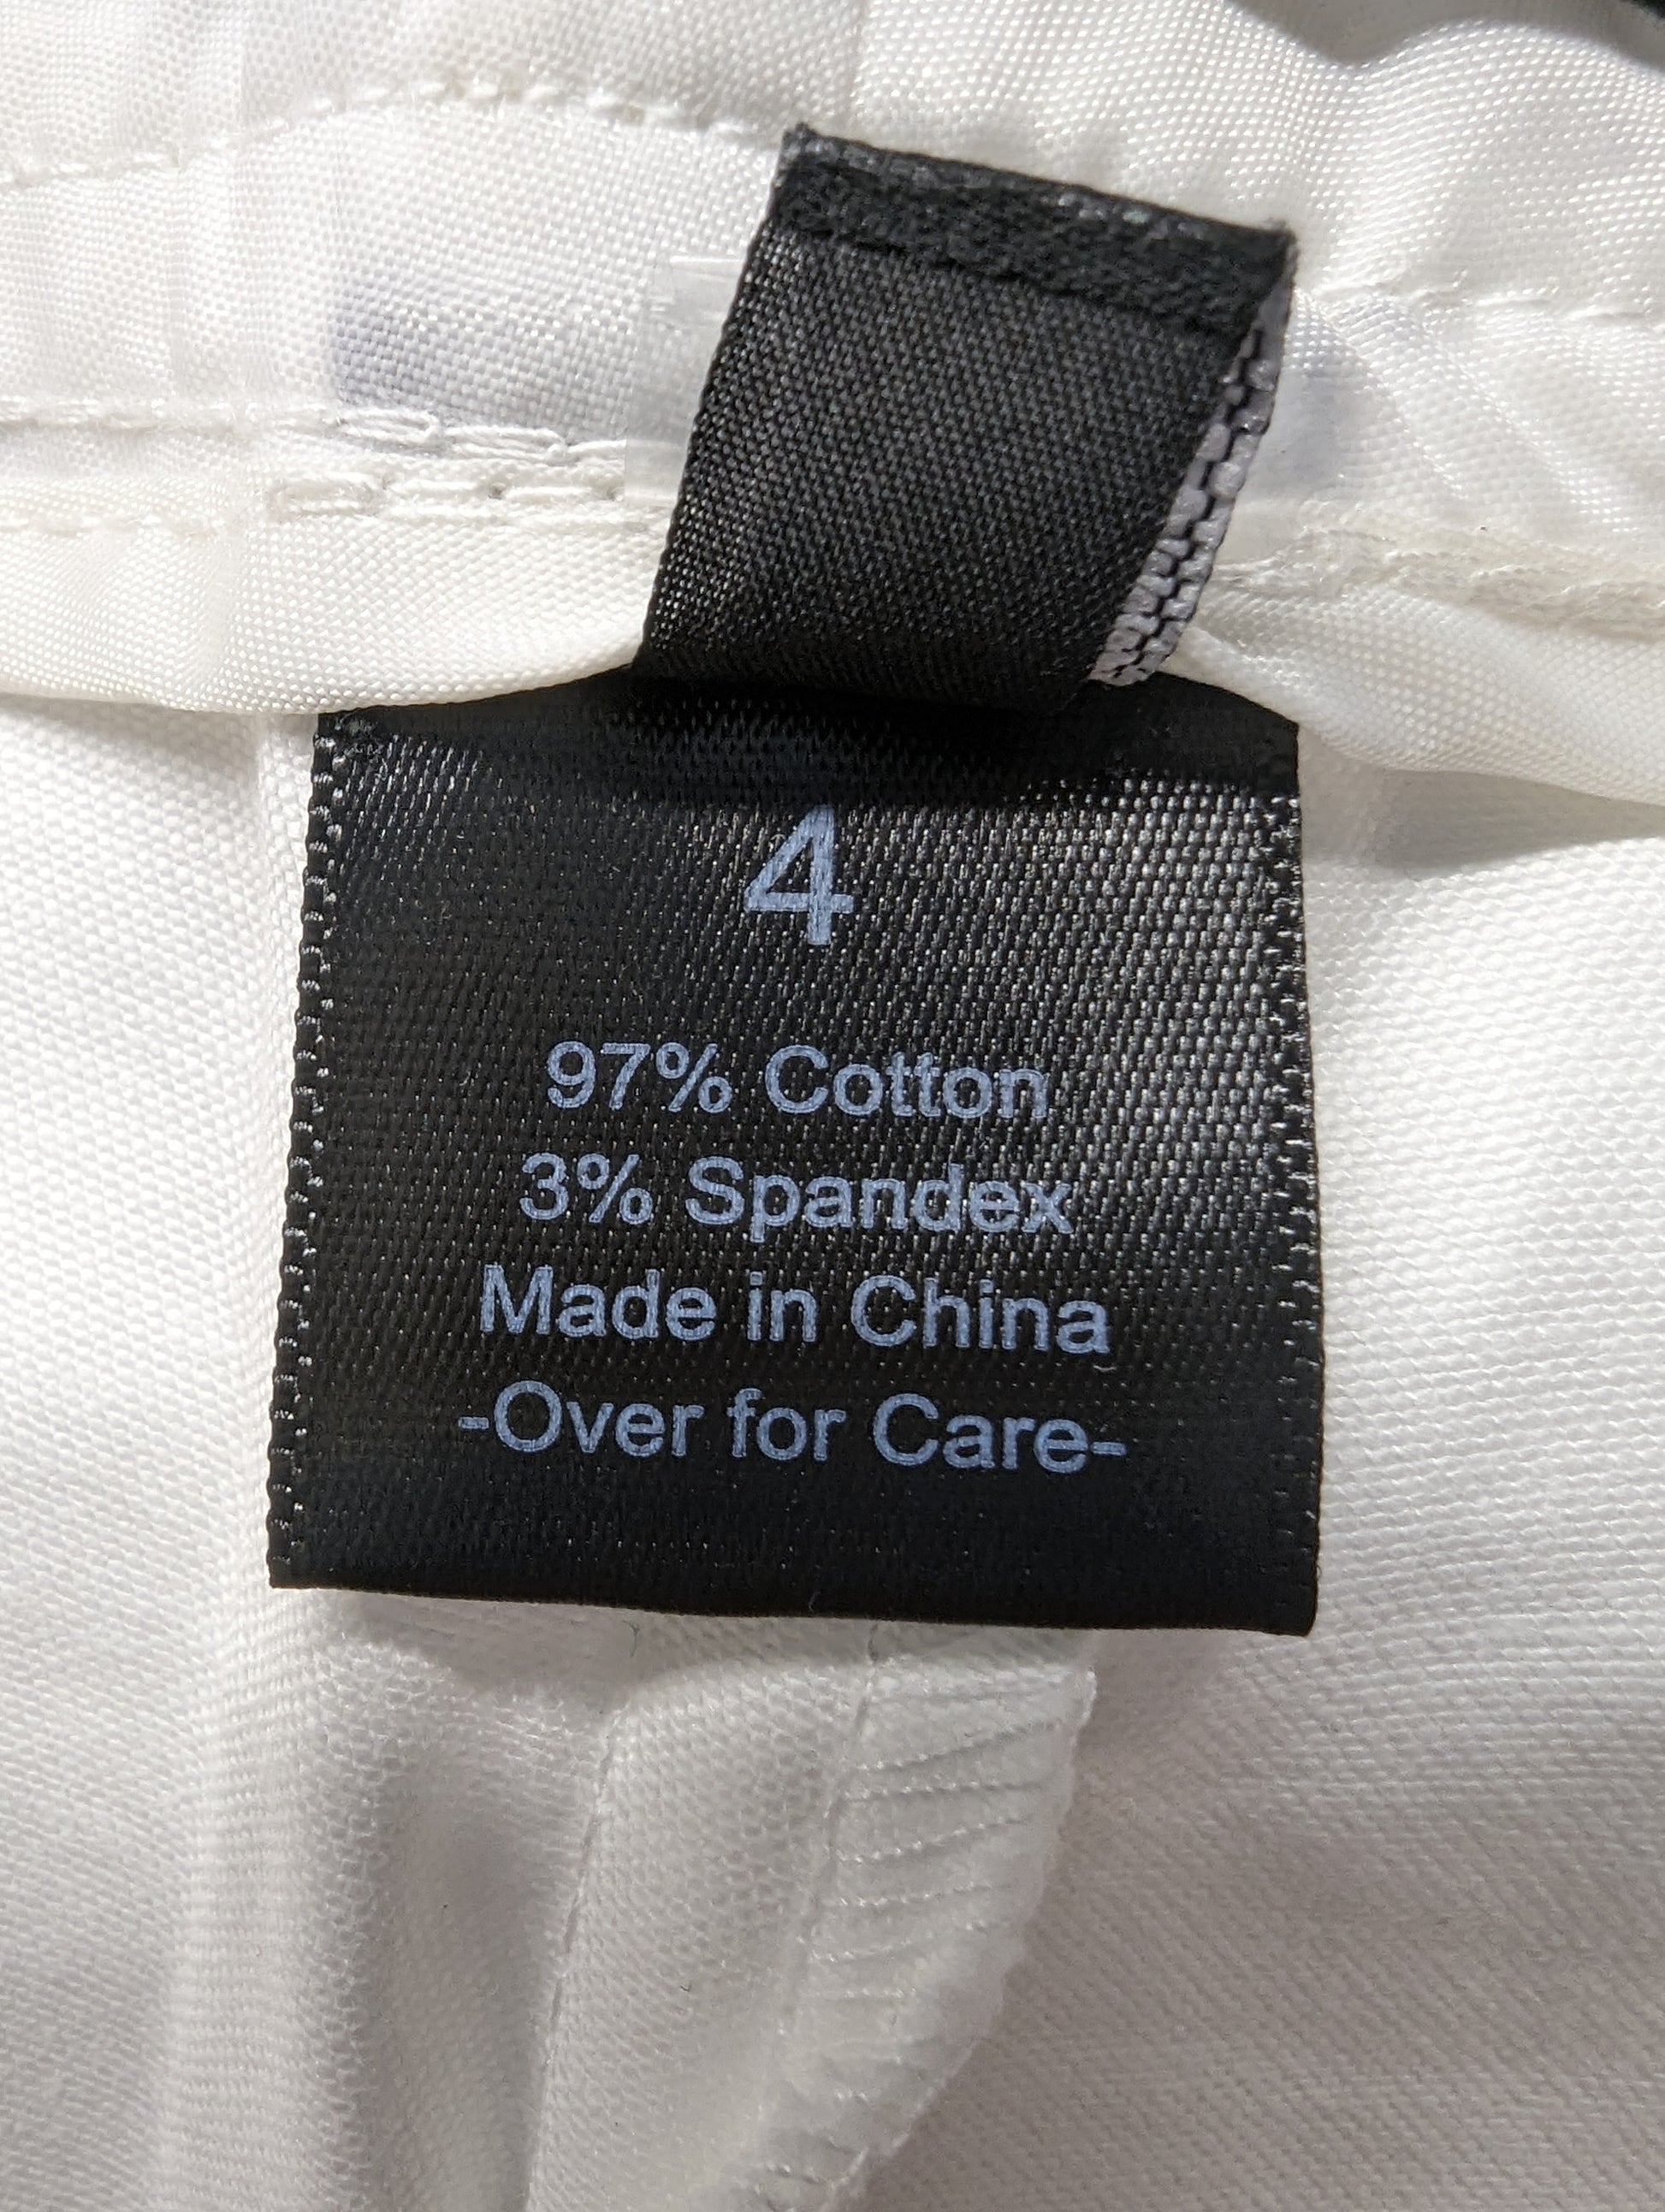 4
97% Cotton
3% Spandex
Made in China
-Over for Care-